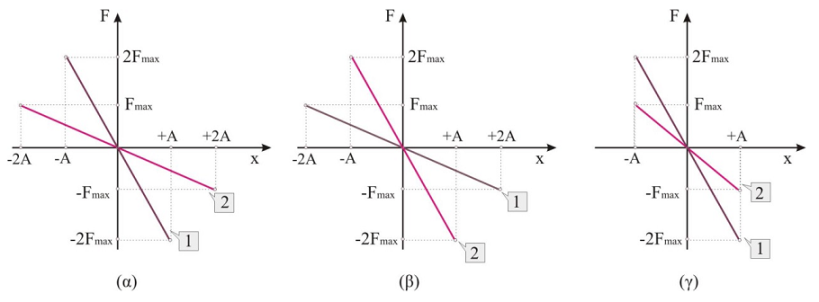 F
2Fmax
Fmax
+A +2A
-2A -A x
-Fmax
2
-2Fmax
1
(α)
F
2Fmax
Fmax
+A +2A
-2A -A x
-Fmax
1
-2Fmax
2
(β)
F
2Fmax
Fmax
+A
-A x
-Fmax
2
-2Fmax
1
(γ)